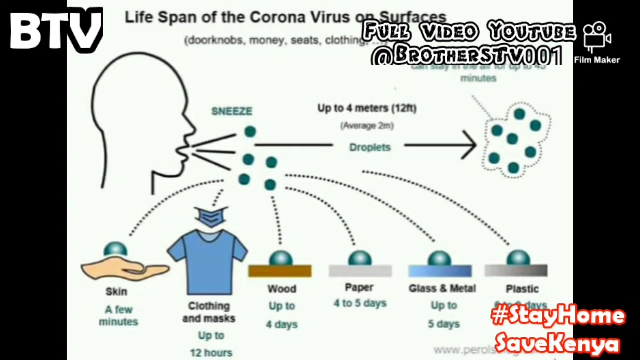 BTV
Life Span of the Corona Virus on Surfaces
(doorknobs, money, seats, clothing,
Full Video Youtube
@BrothersTV001
Film Maker
minutes
SNEEZE
Up to 4 meters (12ft)
(Average 2m)
Droplets
Skin
A few
minutes
Clothing
and masks
Up to
12 hours
Wood
Up to
4 days
Paper
4 to 5 days
Glass & Metal
Up to
5 days
Plastic
days
#StayHome
SaveKenya